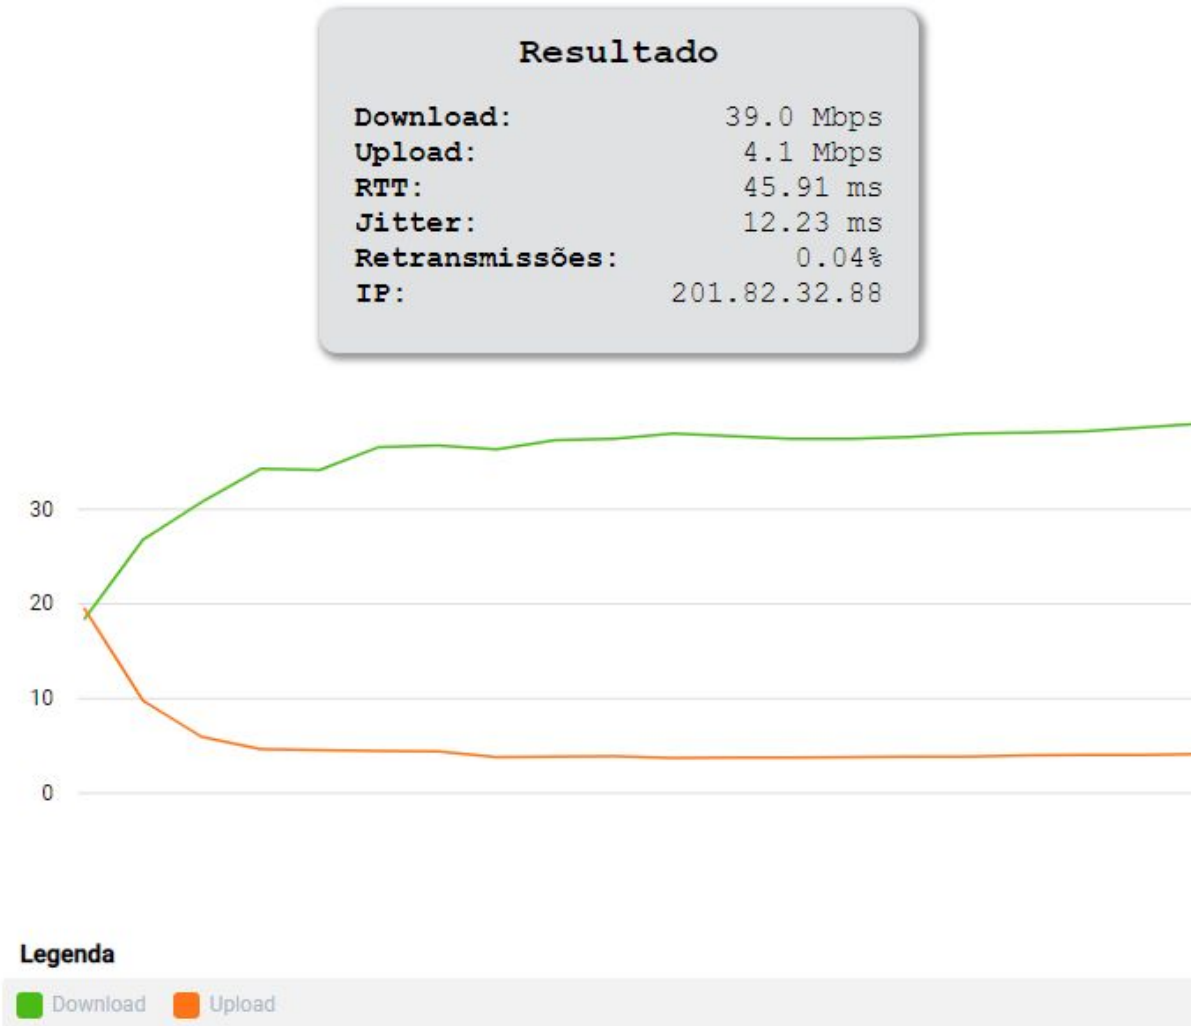 Resultado
Download: 39.0 Mbps
Upload: 4.1 Mbps
RTT: 45.91 ms
Jitter: 12.23 ms
Retransmissões: 0.04%
IP: 201.82.32.88
30
20
10
0
Legenda
Download Upload